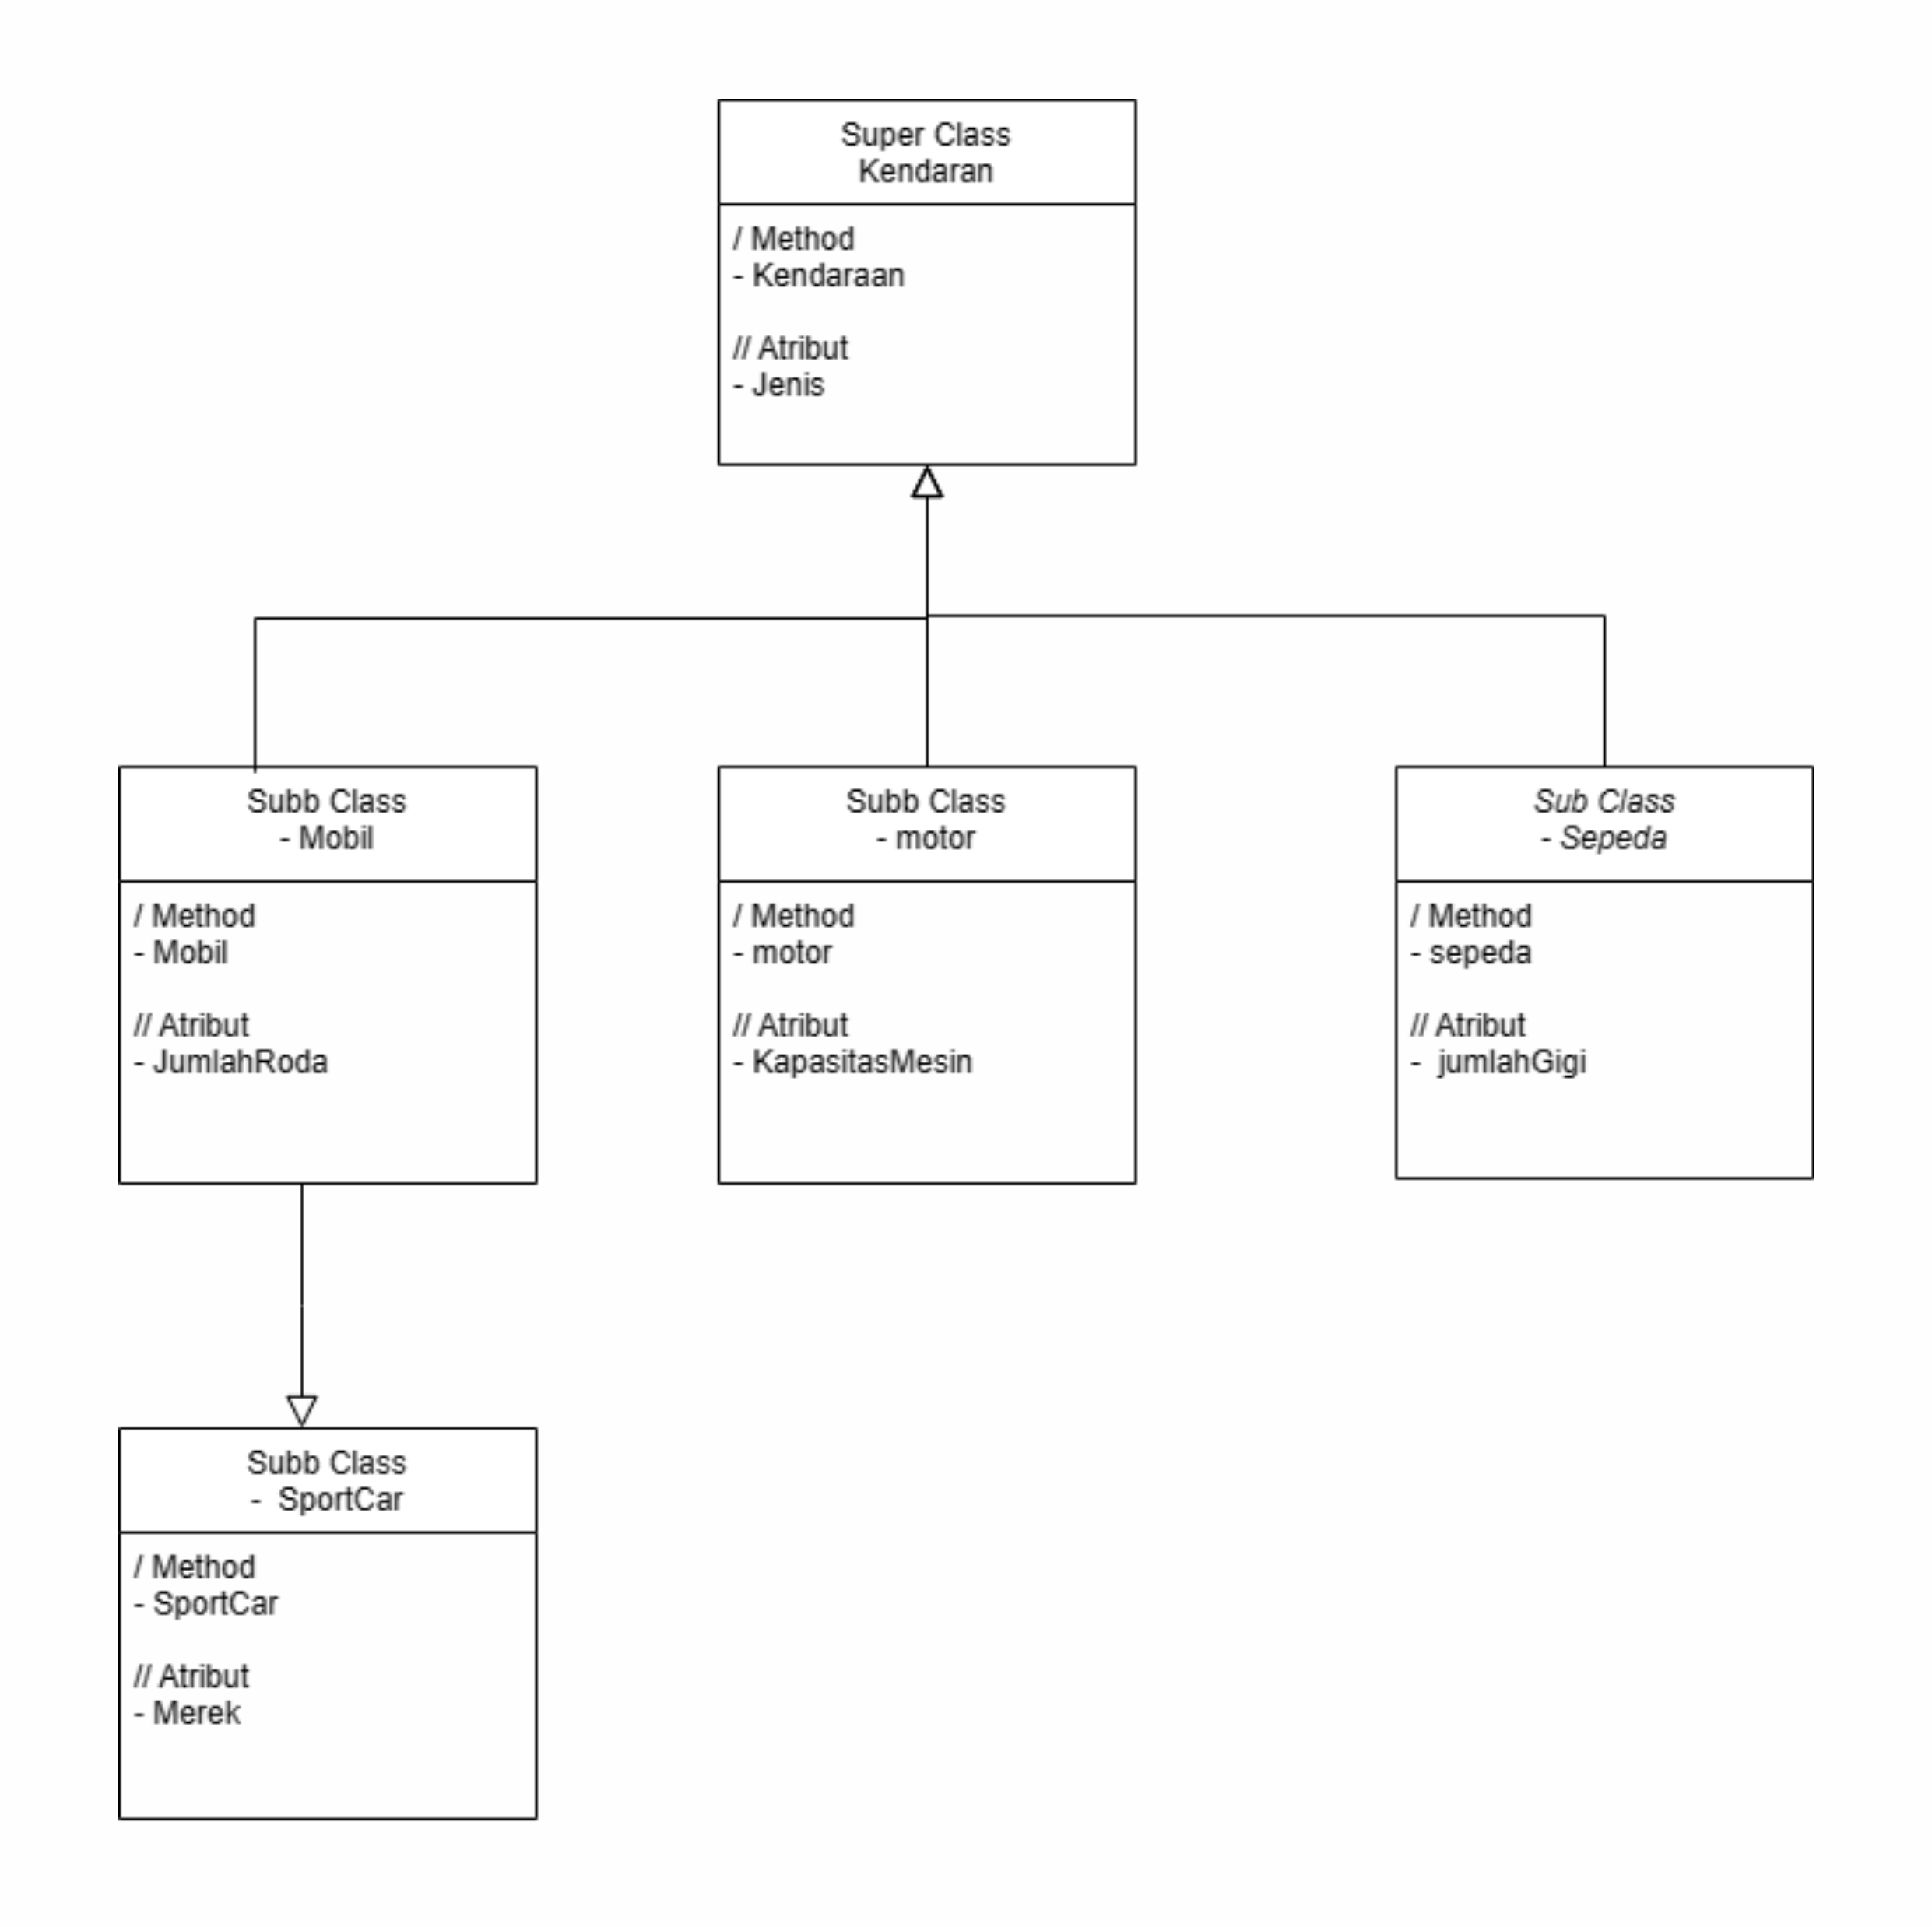 Super Class
Kendaran
/ Method
- Kendaraan
// Atribut
- Jenis
Subb Class
- Mobil
/ Method
- Mobil
// Atribut
- JumlahRoda
Subb Class
- motor
/ Method
- motor
// Atribut
- KapasitasMesin
Sub Class
- Sepeda
/ Method
- sepeda
// Atribut
- jumlahGigi
Subb Class
- SportCar
/ Method
- SportCar
// Atribut
- Merek